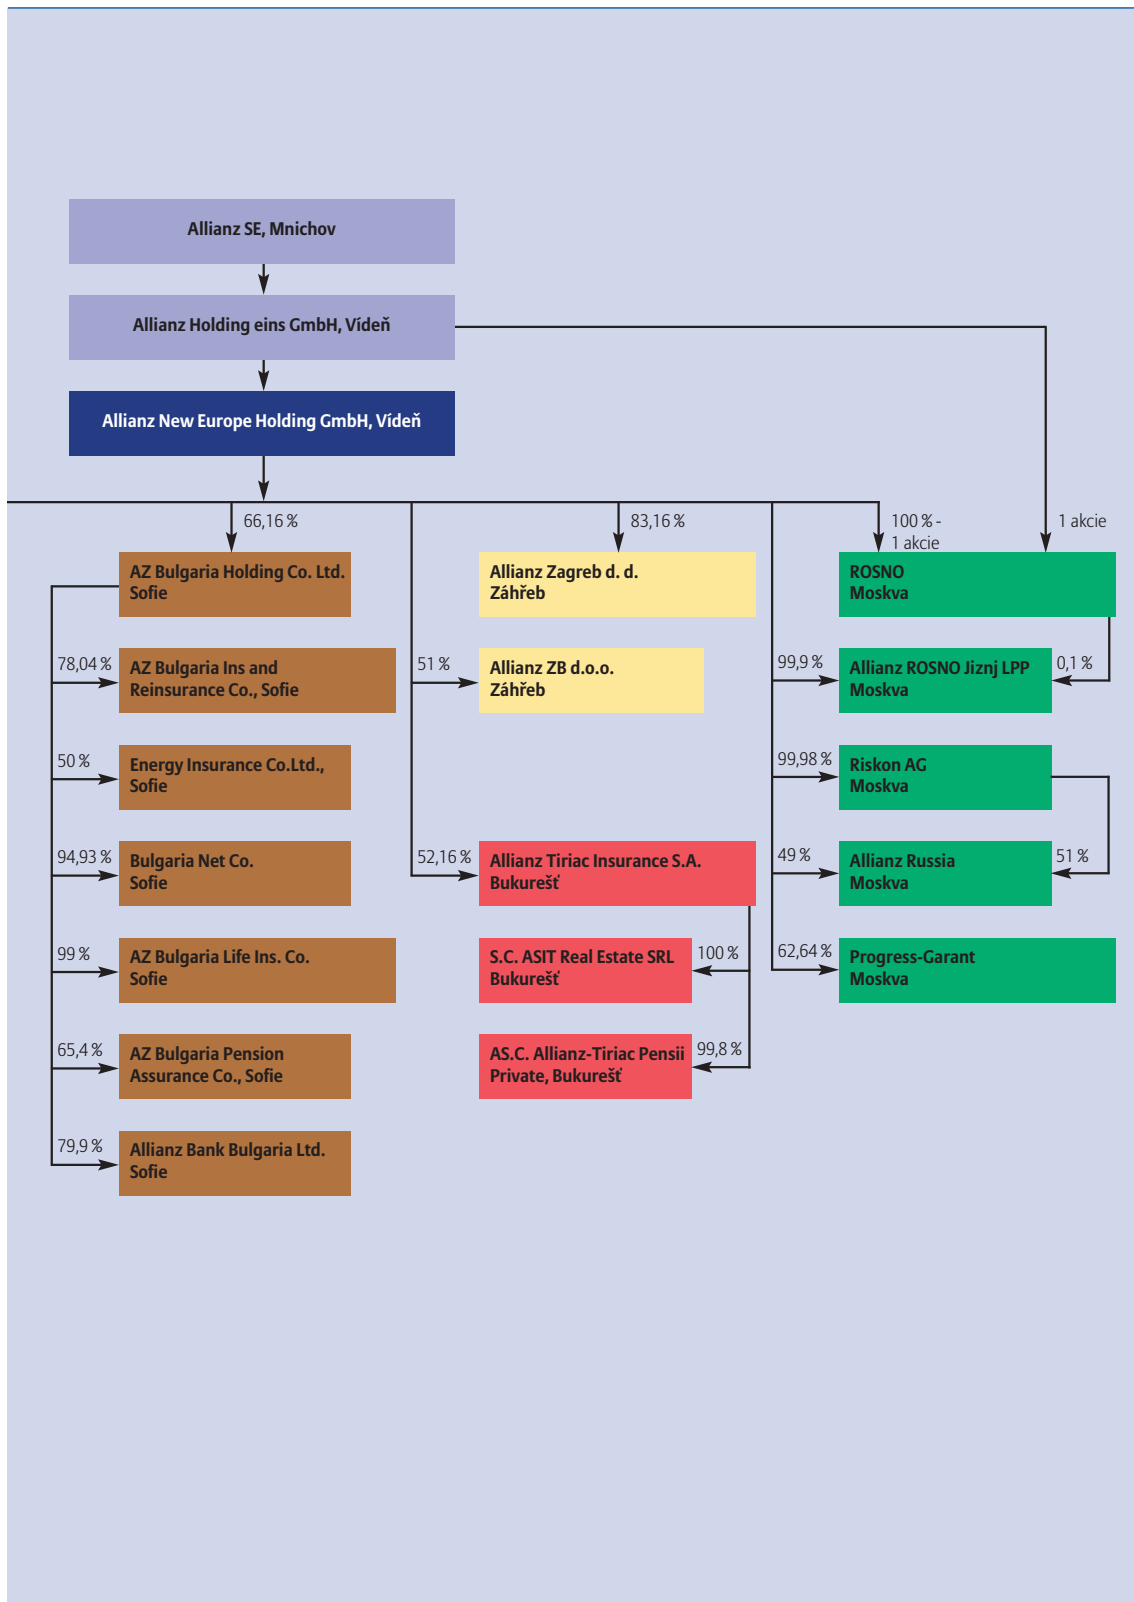 Allianz SE, Mnichov
Allianz Holding eins GmbH, Vídeň
Allianz New Europe Holding GmbH, Vídeň
66,16 %
83,16 %
100 % -
1 akcie
1 akcie
AZ Bulgaria Holding Co. Ltd.
Sofie
Allianz Zagreb d. d.
Záhřeb
ROSNO
Moskva
78,04 %
AZ Bulgaria Ins and
Reinsurance Co., Sofie
51 %
Allianz ZB d.o.o.
Záhřeb
99,9 %
Allianz ROSNO Jiznj LPP
Moskva
0,1 %
50 %
Energy Insurance Co.Ltd.,
Sofie
99,98 %
Riskon AG
Moskva
94,93 %
Bulgaria Net Co.
Sofie
52,16 %
Allianz Tiriac Insurance S.A.
Bukurešť
49 %
Allianz Russia
Moskva
51 %
99 %
AZ Bulgaria Life Ins. Co.
Sofie
S.C. ASIT Real Estate SRL
Bukurešť
100 %
62,64 %
Progress-Garant
Moskva
65,4 %
AZ Bulgaria Pension
Assurance Co., Sofie
AS.C. Allianz-Tiriac Pensii
Private, Bukurešť
99,8 %
79,9 %
Allianz Bank Bulgaria Ltd.
Sofie